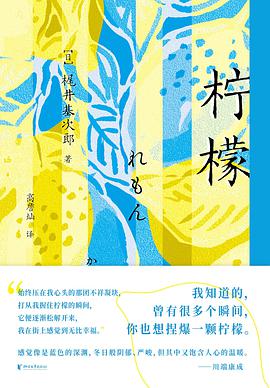 柠檬
れもん
か
[日] 梶井基次郎 著
高詹灿 译
“始终压在我心头的那团不祥凝块，
打从我握住柠檬的瞬间，
它便逐渐松解开来，
我在街上感觉到无比幸福。”
我知道的，
曾有很多个瞬间，
你也想捏爆一颗柠檬。
感觉像是蓝色的深渊，冬日般阴郁、严峻，但其中又饱含人心的温暖。
——川端康成